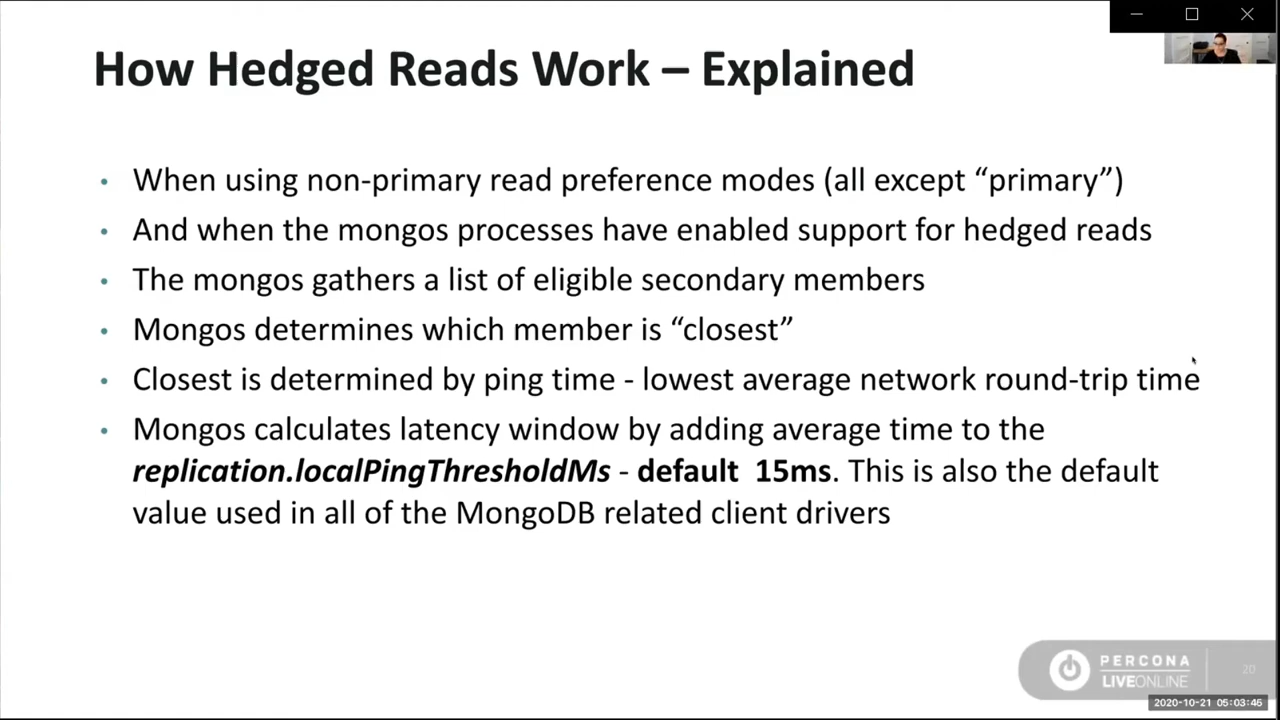 How Hedged Reads Work – Explained
• When using non-primary read preference modes (all except “primary”)
• And when the mongos processes have enabled support for hedged reads
• The mongos gathers a list of eligible secondary members
• Mongos determines which member is “closest”
• Closest is determined by ping time - lowest average network round-trip time
• Mongos calculates latency window by adding average time to the
replication.localPingThresholdMs - default 15ms. This is also the default
value used in all of the MongoDB related client drivers
PERCONA
LIVEONLINE
20
2020-10-21 05:03:46